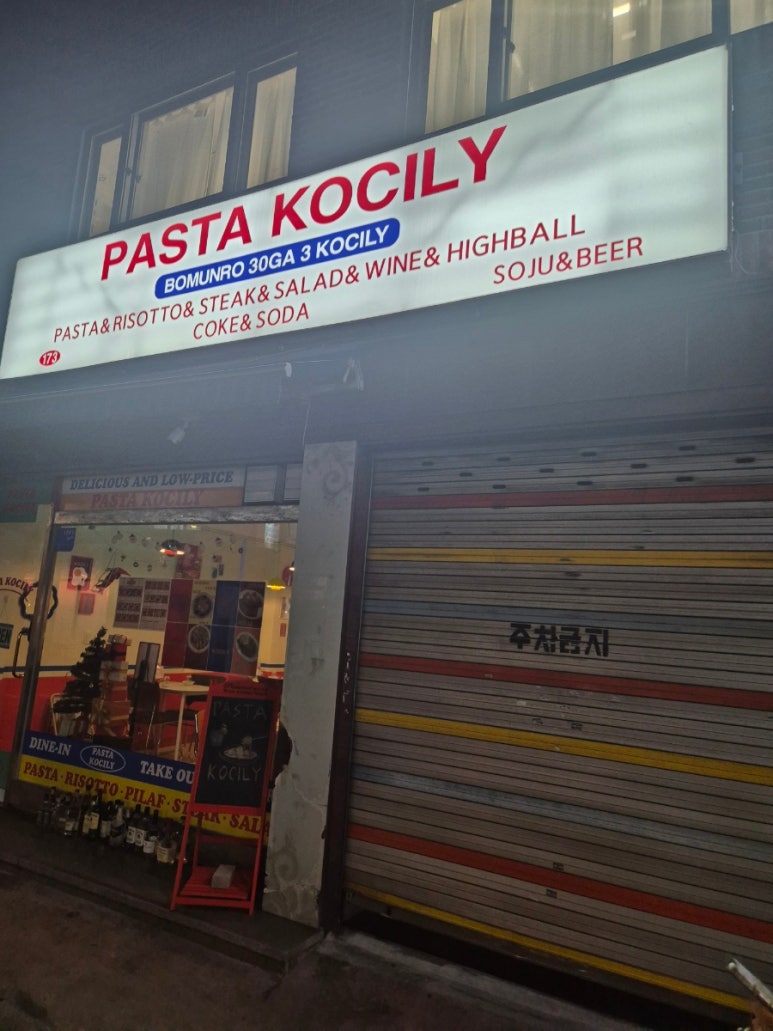 PASTA KOCILY
BOMUNRO 30GA 3 KOCILY
PASTA&RISOTTO& STEAK& SALAD& WINE& HIGHBALL
COKE& SODA
SOJU&BEER
173
DELICIOUS AND LOW-PRICE
PASTA KOCILY
주차금지
PASTA
KOCILY
DINE-IN
PASTA
KOCILY
TAKE OU
PASTA · RISOTTO · PILAF · STEAK · SAL